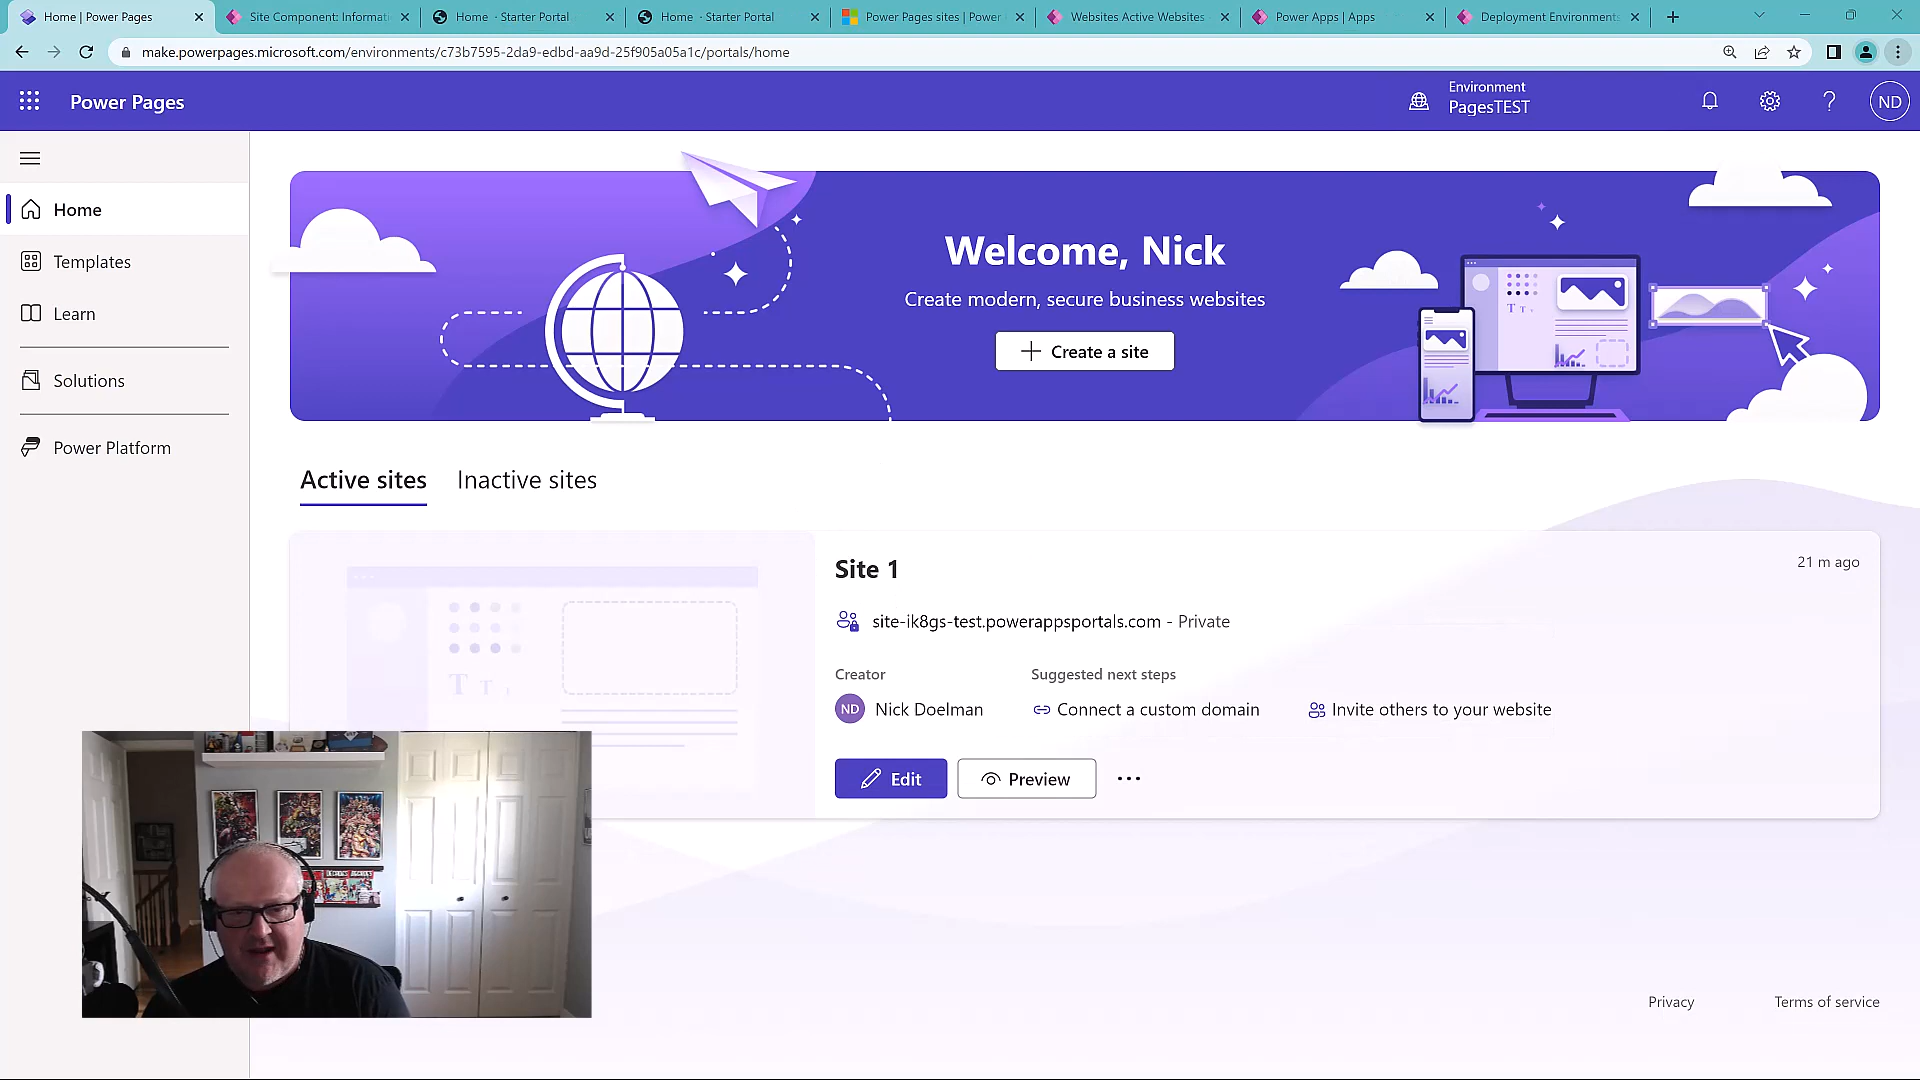 Home | Power Pages
Site Component: Informat
Home · Starter Portal
Home · Starter Portal
Power Pages sites | Power
Websites Active Websites
Power Apps | Apps
Deployment Environments
make.powerpages.microsoft.com/environments/c73b7595-2da9-edbd-aa9d-25f905a05a1c/portals/home
Power Pages
Environment
PagesTEST
ND
Home
Templates
Learn
Solutions
Power Platform
Welcome, Nick
Create modern, secure business websites
Create a site
Active sites
Inactive sites
Site 1
21 m ago
site-ik8gs-test.powerappsportals.com - Private
Creator
Suggested next steps
ND
Nick Doelman
Connect a custom domain
Invite others to your website
Edit
Preview
Privacy
Terms of service